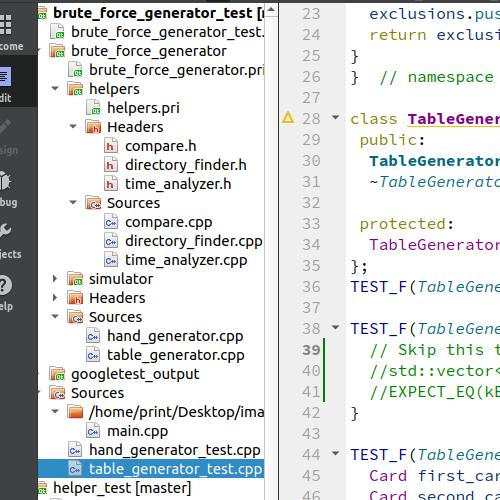 brute_force_generator_test [
brute_force_generator_test.
brute_force_generator
brute_force_generator.pri
helpers
helpers.pri
Headers
compare.h
directory_finder.h
time_analyzer.h
Sources
compare.cpp
directory_finder.cpp
time_analyzer.cpp
simulator
Headers
Sources
hand_generator.cpp
table_generator.cpp
googletest_output
Sources
/home/print/Desktop/ima
main.cpp
hand_generator_test.cpp
table_generator_test.cpp
helper_test [master]
come
dit
sign
bug
jects
elp
23 exclusions.pus
24 return exclusi
25 }
26 } // namespace
27
28 class TableGener
29 public:
30 TableGenerator
31 ~TableGenerato
32
33 protected:
34 TableGenerator
35 };
36 TEST_F(TableGene
37
38 TEST_F(TableGene
39 // Skip this t
40 //std::vector<
41 //EXPECT_EQ(kE
42 }
43
44 TEST_F(TableGene
45 Card first_car
46 Card second_car